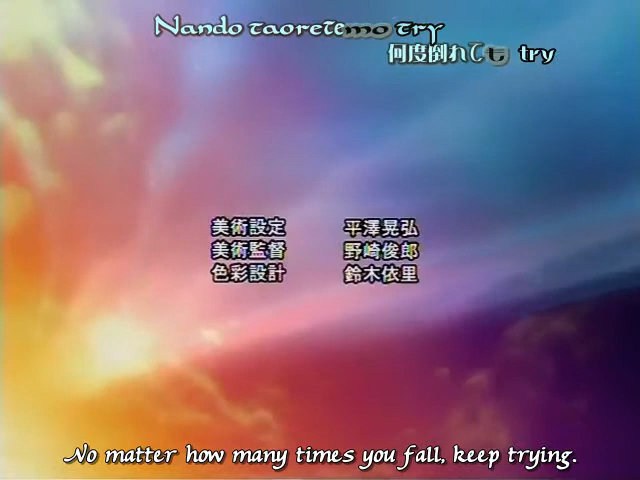 Nando taoretemo try
何度倒れても try
美術設定 平澤晃弘
美術監督 野崎俊郎
色彩設計 鈴木依里
No matter how many times you fall, keep trying.